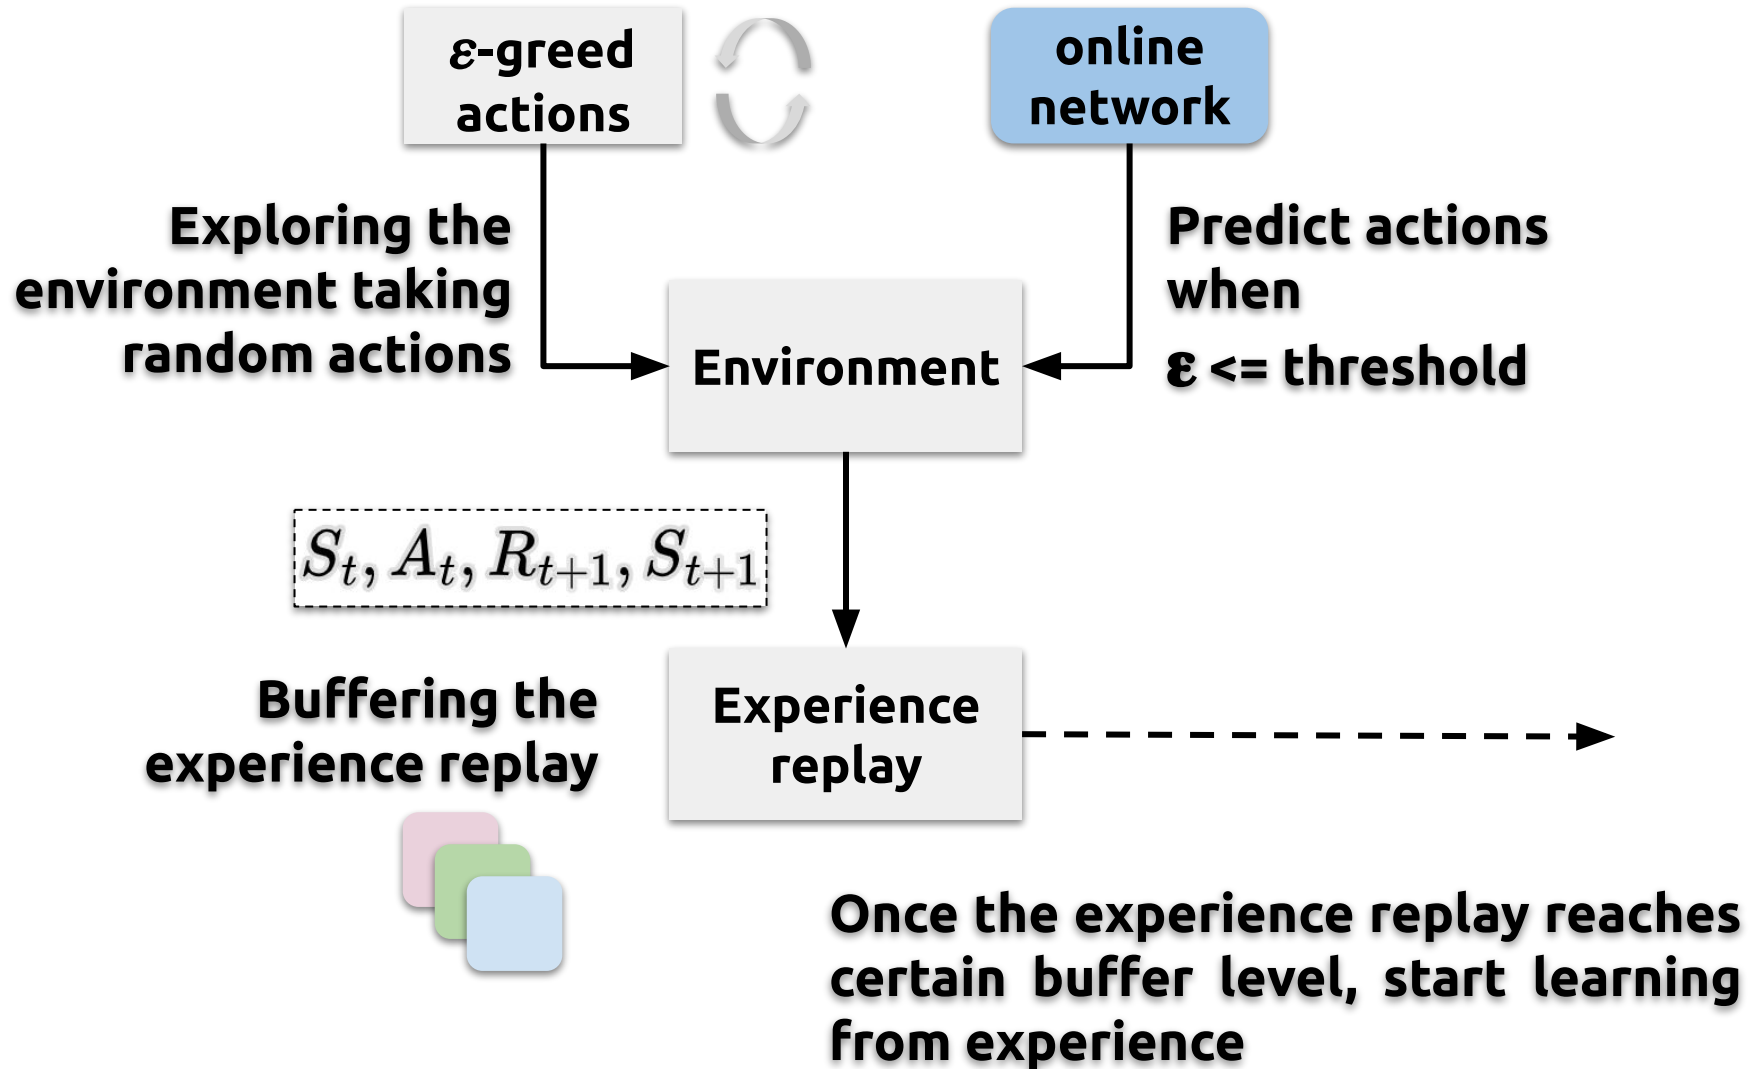 ε-greed
actions
online
network
Exploring the
environment taking
random actions
Predict actions
when
ε <= threshold
Environment
S_t, A_t, R_{t+1}, S_{t+1}
Buffering the
experience replay
Experience
replay
Once the experience replay reaches
certain buffer level, start learning
from experience